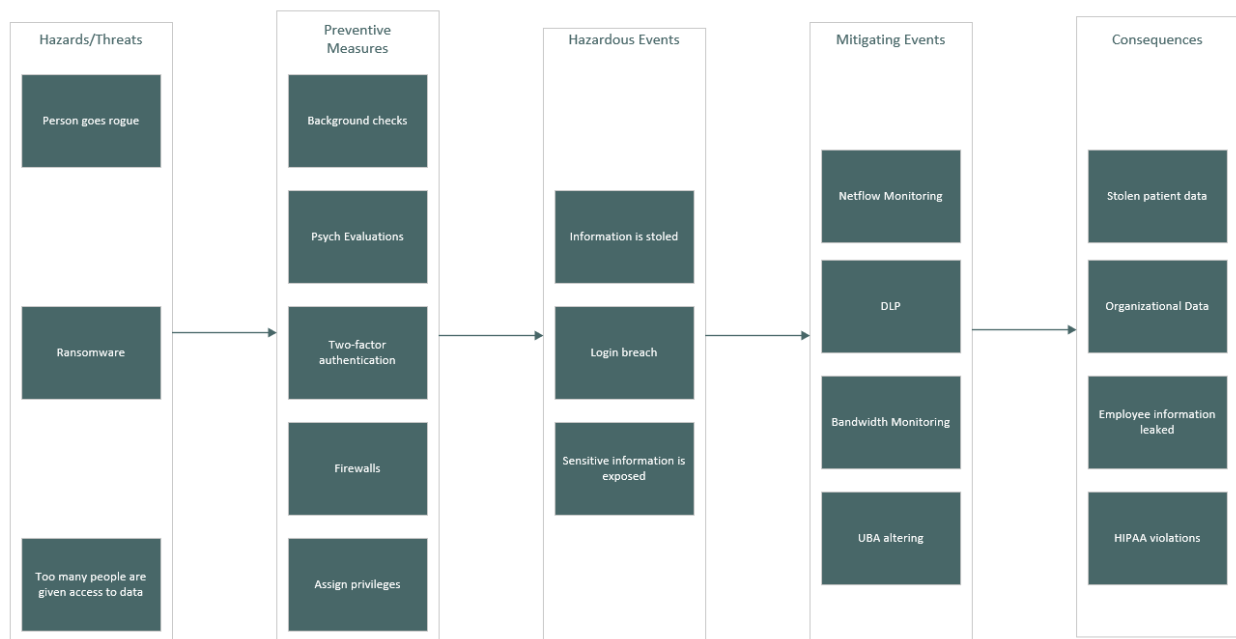 Hazards/Threats
Person goes rogue
Ransomware
Too many people are
given access to data
Preventive
Measures
Background checks
Psych Evaluations
Two-factor
authentication
Firewalls
Assign privileges
Hazardous Events
Information is stoled
Login breach
Sensitive information is
exposed
Mitigating Events
Netflow Monitoring
DLP
Bandwidth Monitoring
UBA altering
Consequences
Stolen patient data
Organizational Data
Employee information
leaked
HIPAA violations